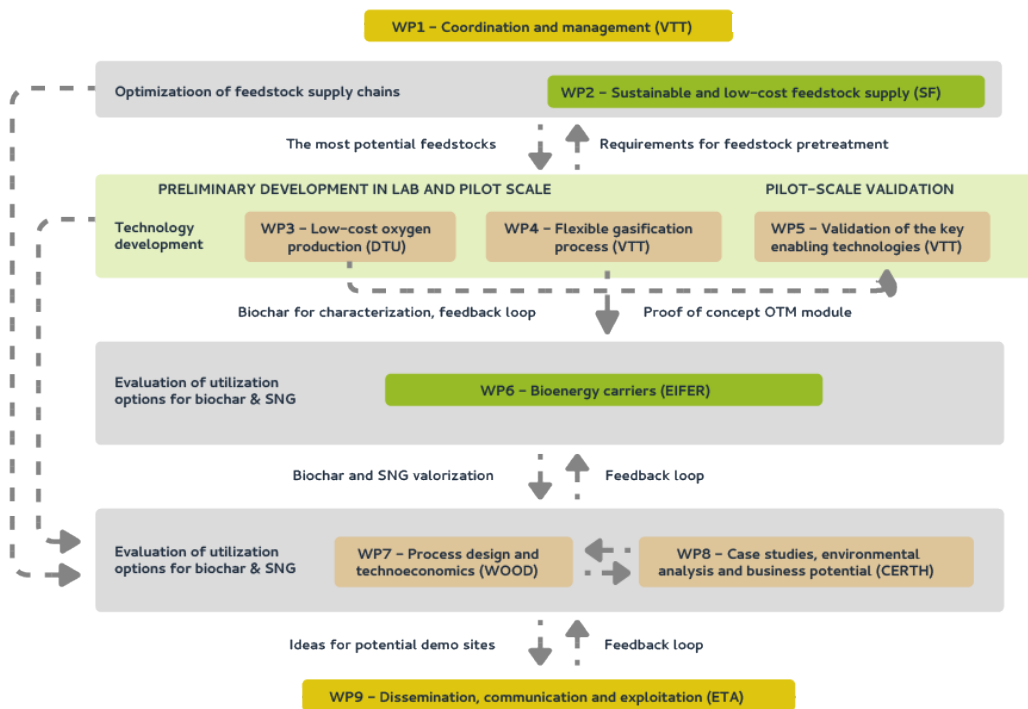 WP1 – Coordination and management (VTT)
Optimizatioon of feedstock supply chains
WP2 – Sustainable and low-cost feedstock supply (SF)
The most potential feedstocks
Requirements for feedstock pretreatment
PRELIMINARY DEVELOPMENT IN LAB AND PILOT SCALE
PILOT-SCALE VALIDATION
Technology
development
WP3 – Low-cost oxygen
production (DTU)
WP4 – Flexible gasification
process (VTT)
WP5 – Validation of the key
enabling technologies (VTT)
Biochar for characterization, feedback loop
Proof of concept OTM module
Evaluation of utilization
options for biochar & SNG
WP6 – Bioenergy carriers (EIFER)
Biochar and SNG valorization
Feedback loop
Evaluation of utilization
options for biochar & SNG
WP7 – Process design and
technoeconomics (WOOD)
WP8 – Case studies, environmental
analysis and business potential (CERTH)
Ideas for potential demo sites
Feedback loop
WP9 – Dissemination, communication and exploitation (ETA)